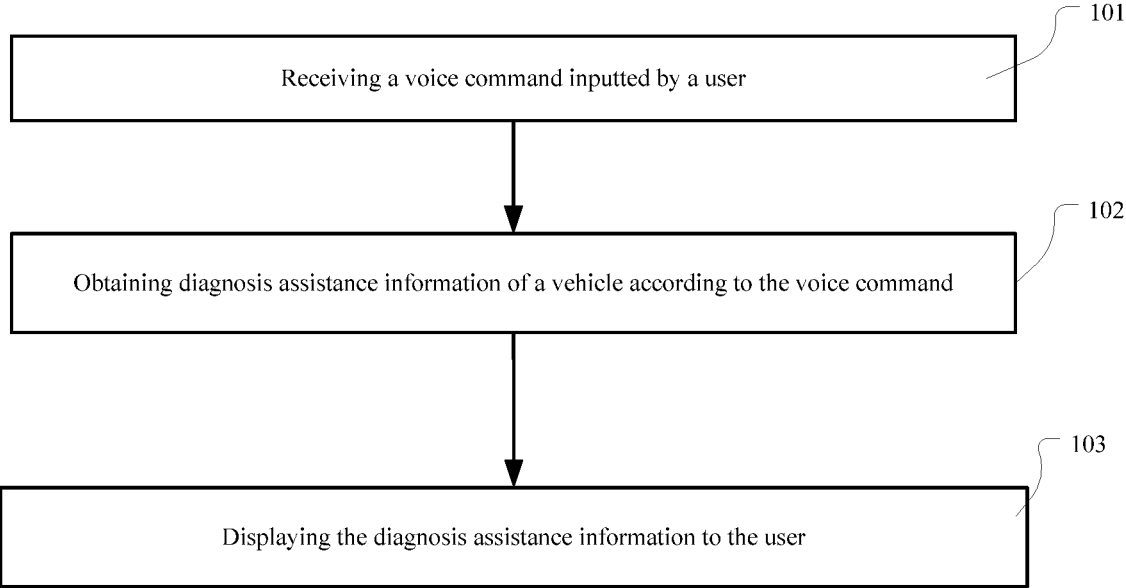 101
Receiving a voice command inputted by a user
102
Obtaining diagnosis assistance information of a vehicle according to the voice command
103
Displaying the diagnosis assistance information to the user